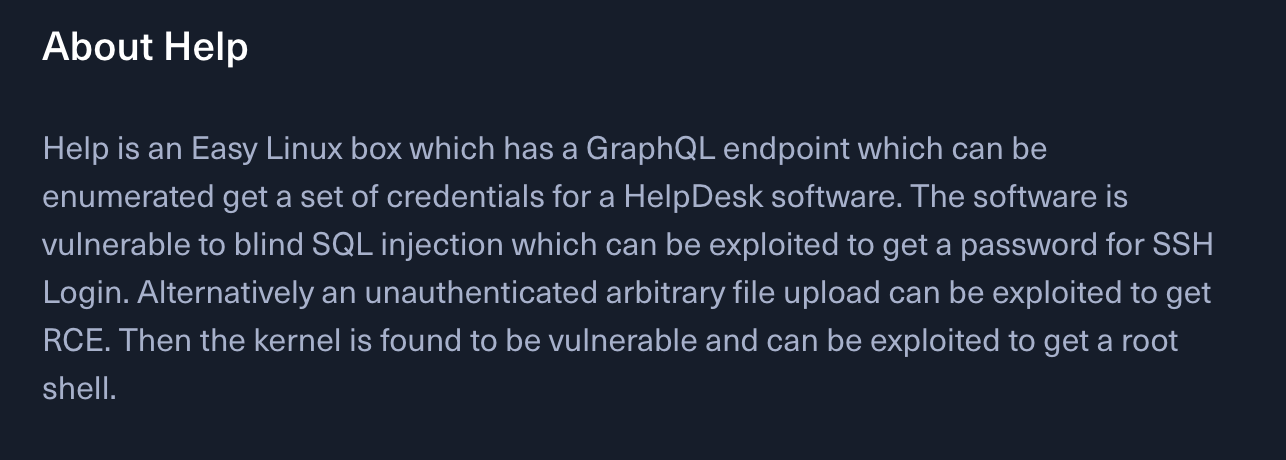 About Help
Help is an Easy Linux box which has a GraphQL endpoint which can be
enumerated get a set of credentials for a HelpDesk software. The software is
vulnerable to blind SQL injection which can be exploited to get a password for SSH
Login. Alternatively an unauthenticated arbitrary file upload can be exploited to get
RCE. Then the kernel is found to be vulnerable and can be exploited to get a root
shell.